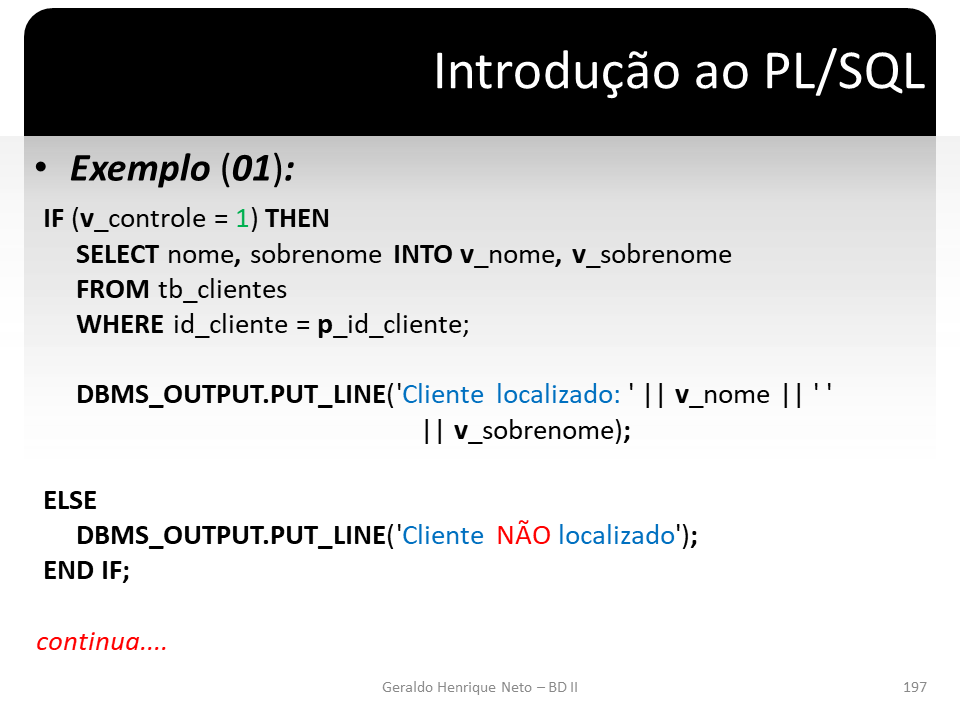 Introdução ao PL/SQL
• Exemplo (01):
IF (v_controle = 1) THEN
SELECT nome, sobrenome INTO v_nome, v_sobrenome
FROM tb_clientes
WHERE id_cliente = p_id_cliente;
DBMS_OUTPUT.PUT_LINE('Cliente localizado: ' || v_nome || ' '
|| v_sobrenome);
ELSE
DBMS_OUTPUT.PUT_LINE('Cliente NÃO localizado');
END IF;
continua....
Geraldo Henrique Neto – BD II
197